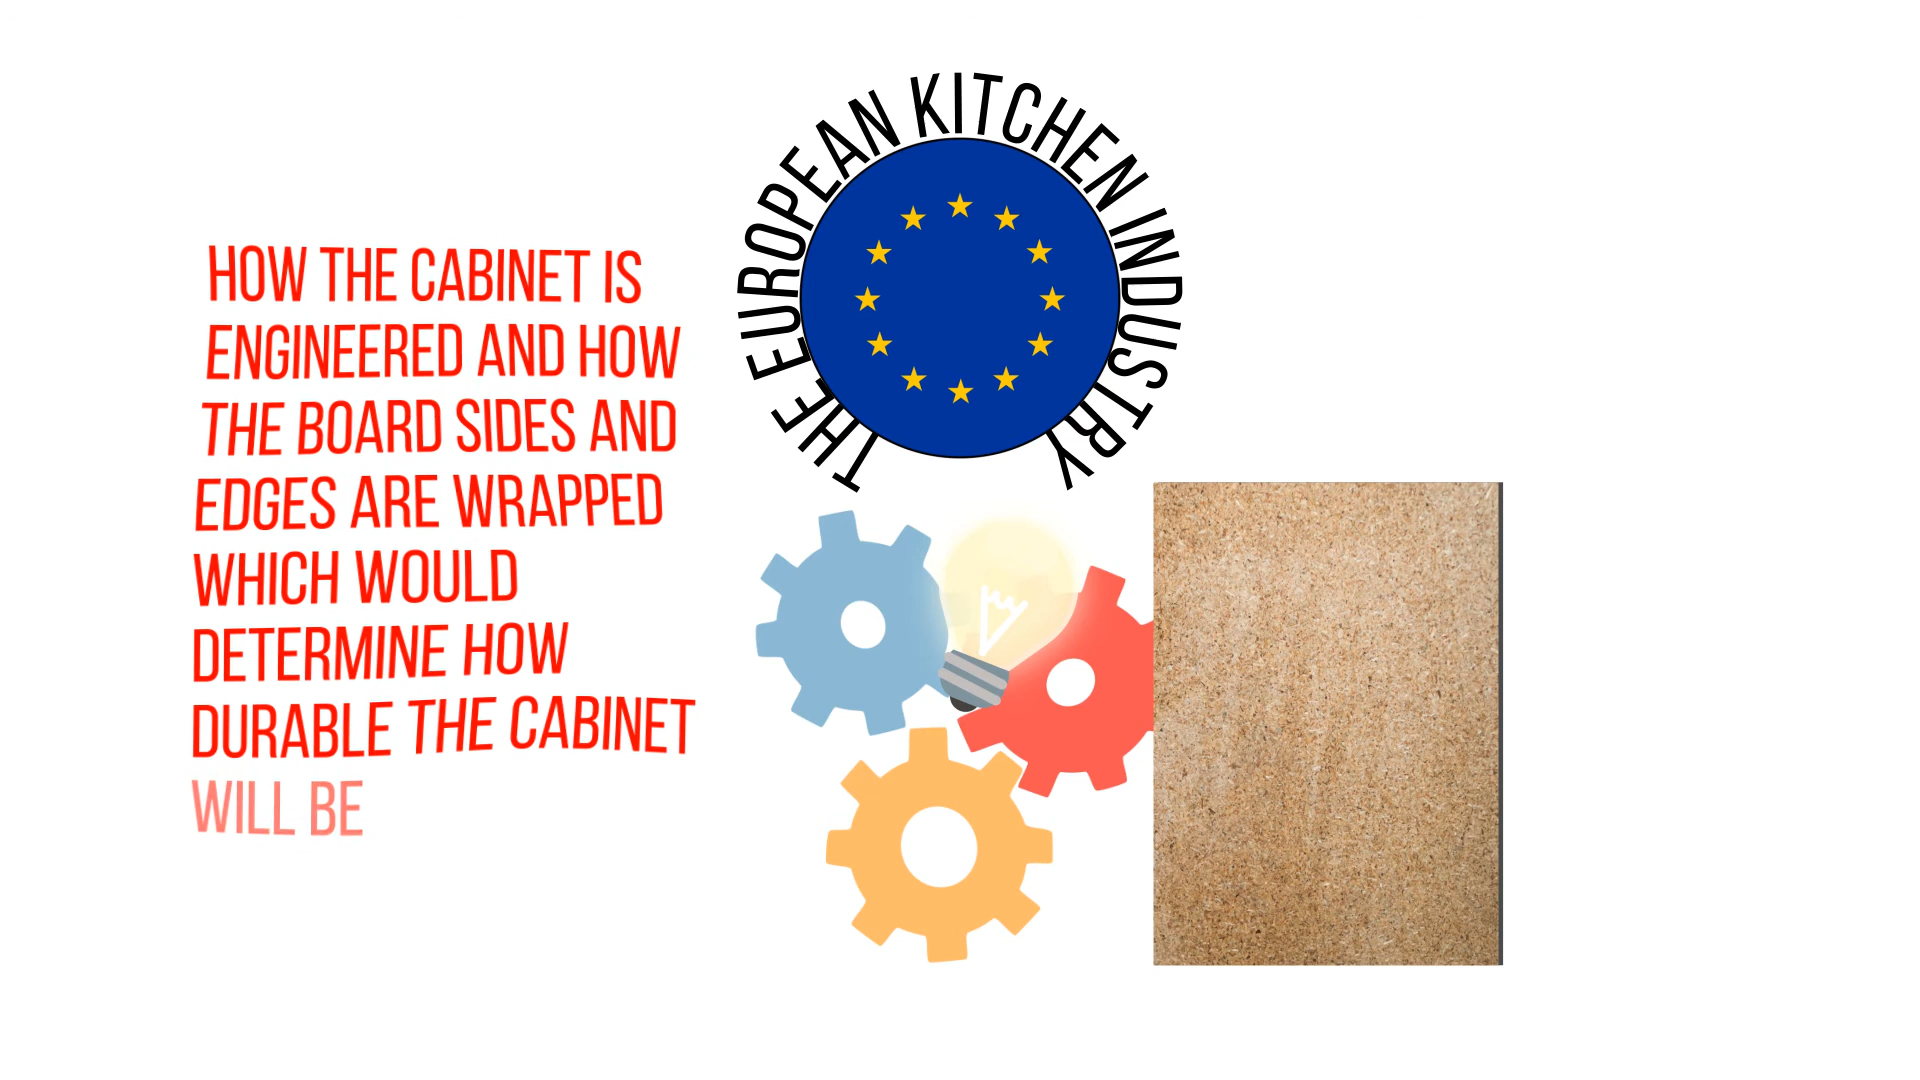 THE EUROPEAN KITCHEN INDUSTRY
HOW THE CABINET IS
ENGINEERED AND HOW
THE BOARD SIDES AND
EDGES ARE WRAPPED
WHICH WOULD
DETERMINE HOW
DURABLE THE CABINET
WILL BE